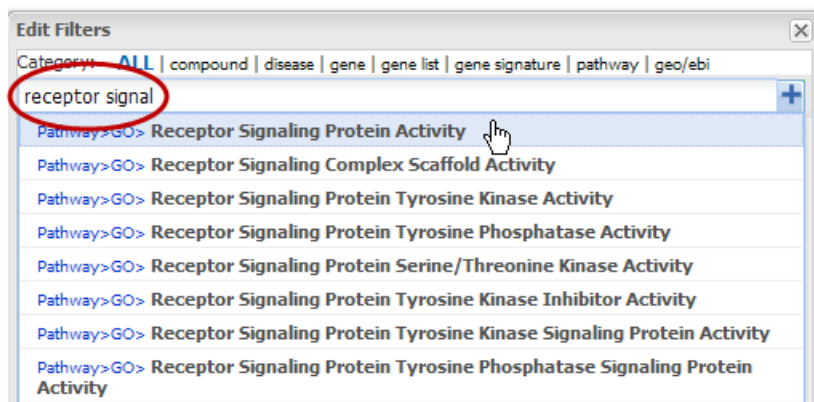 Edit Filters
Category: ALL | compound | disease | gene | gene list | gene signature | pathway | geo/ebi
receptor signal
Pathway>GO> Receptor Signaling Protein Activity
Pathway>GO> Receptor Signaling Complex Scaffold Activity
Pathway>GO> Receptor Signaling Protein Tyrosine Kinase Activity
Pathway>GO> Receptor Signaling Protein Tyrosine Phosphatase Activity
Pathway>GO> Receptor Signaling Protein Serine/Threonine Kinase Activity
Pathway>GO> Receptor Signaling Protein Tyrosine Kinase Inhibitor Activity
Pathway>GO> Receptor Signaling Protein Tyrosine Kinase Signaling Protein Activity
Pathway>GO> Receptor Signaling Protein Tyrosine Phosphatase Signaling Protein
Activity